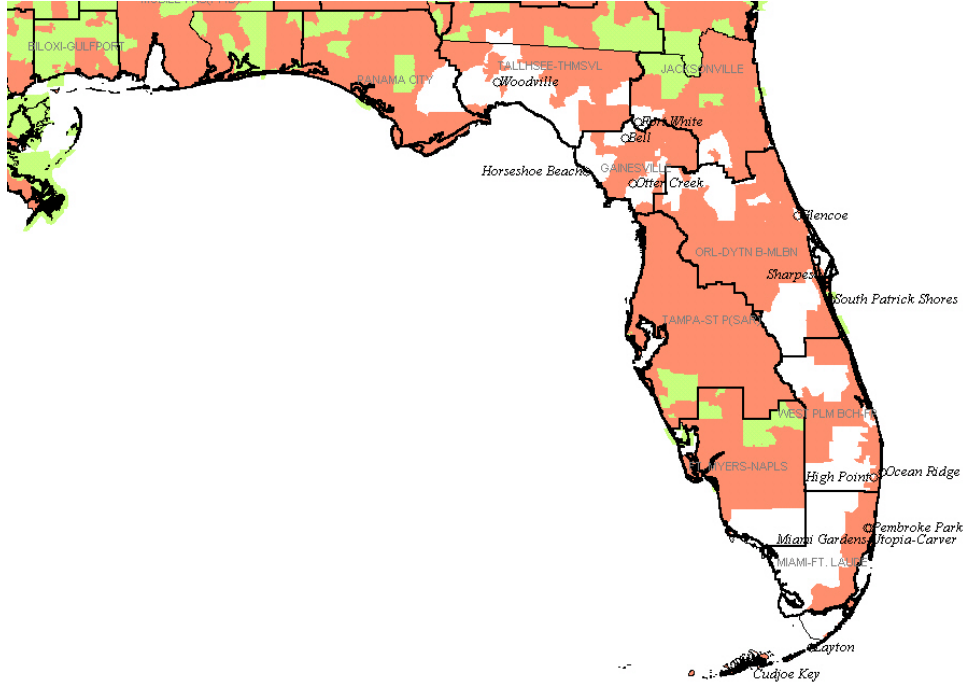 BILOXI-GULFPORT
TALLHSEE-THMSVL
JACKSONVILLE
PANAMA CITY
Woodville
Fort White
Bell
Horseshoe Beach
GAINESVILLE
Otter Creek
Glencoe
ORL-DYTN B-MLBN
Sharpes
South Patrick Shores
TAMPA-ST P(SAR)
WEST PLM BCH-FP
FT. MYERS-NAPLS
Ocean Ridge
High Point
Pembroke Park
Miami Gardens-Utopia-Carver
MIAMI-FT. LAUDE
Layton
Cudjoe Key